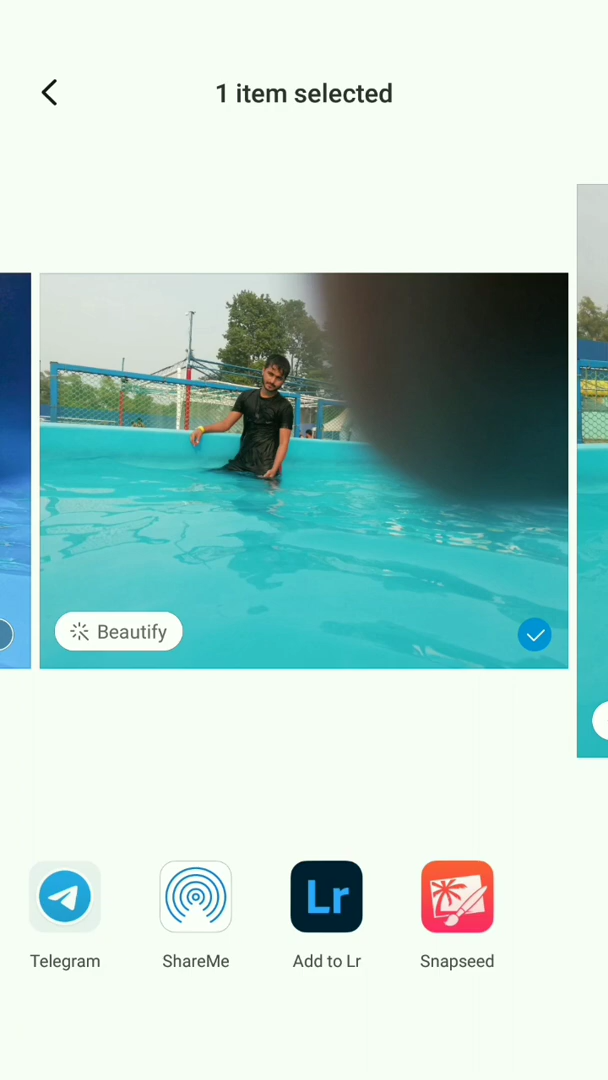 1 item selected
Beautify
Lr
Telegram
ShareMe
Add to Lr
Snapseed